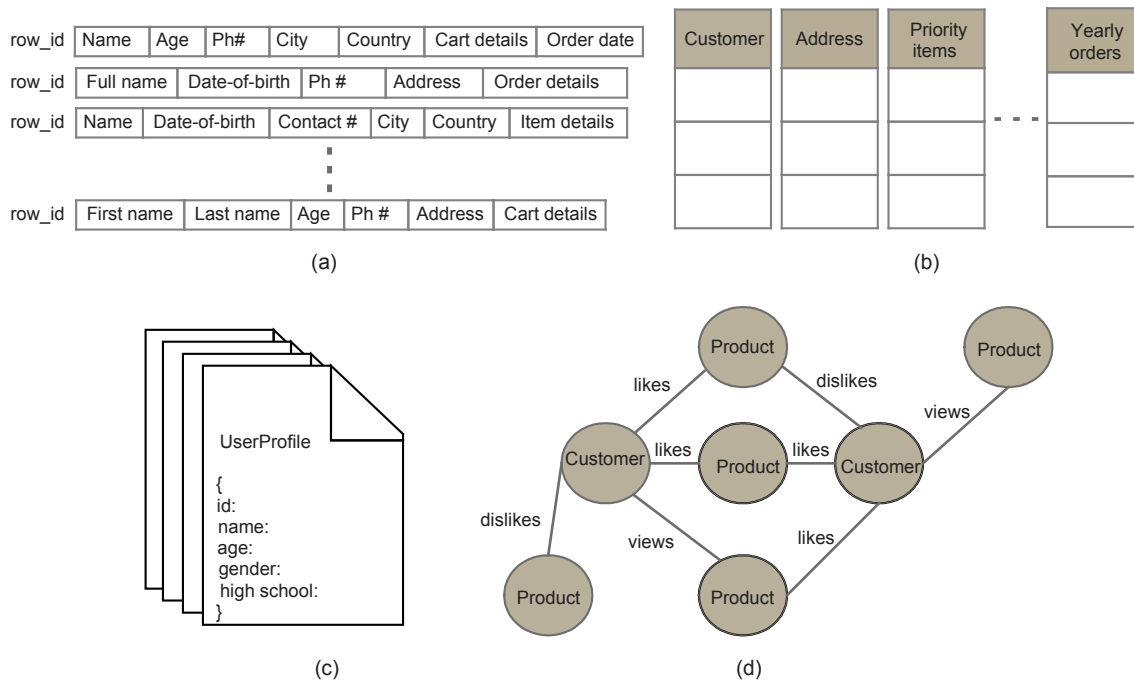 row_id Name Age Ph# City Country Cart details Order date
row_id Full name Date-of-birth Ph # Address Order details
row_id Name Date-of-birth Contact # City Country Item details
row_id First name Last name Age Ph # Address Cart details
(a)
Customer Address Priority items Yearly orders
(b)
UserProfile
{
id:
name:
age:
gender:
high school:
}
(c)
Product
Product
likes
dislikes
views
Customer
likes
Product
likes
Customer
dislikes
views
likes
Product
Product
(d)